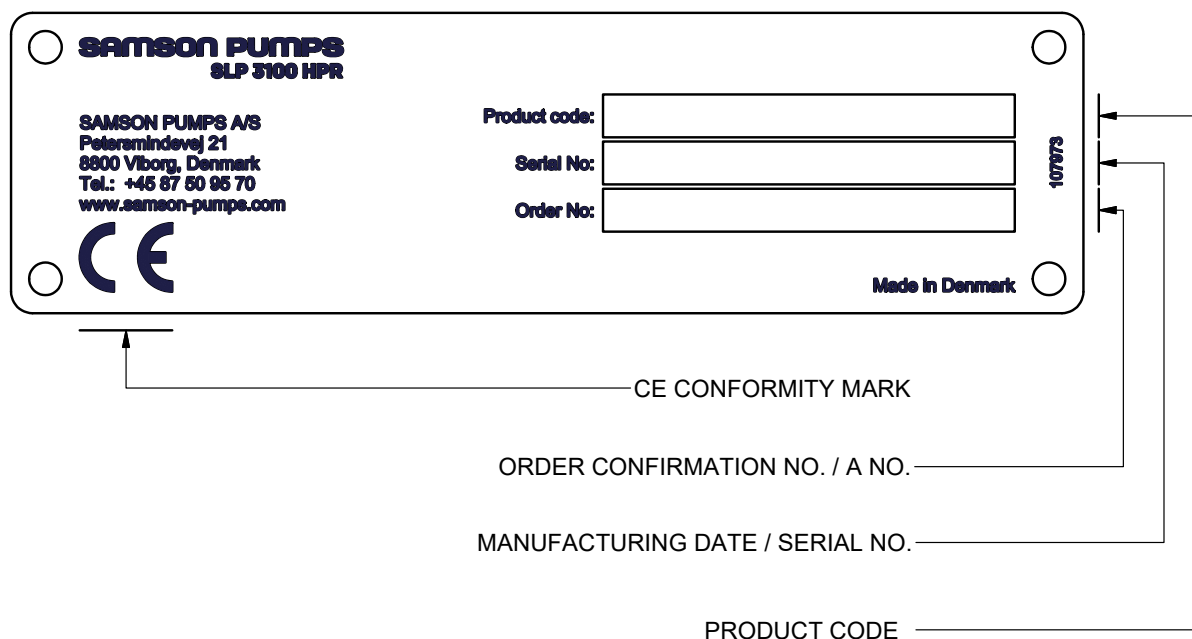 SAMSON PUMPS
SLP 3100 HPR
SAMSON PUMPS A/S
Petersmindevej 21
8800 Viborg, Denmark
Tel.: +45 87 50 95 70
www.samson-pumps.com
CE
Product code:
Serial No:
Order No:
107973
Made in Denmark
CE CONFORMITY MARK
ORDER CONFIRMATION NO. / A NO.
MANUFACTURING DATE / SERIAL NO.
PRODUCT CODE